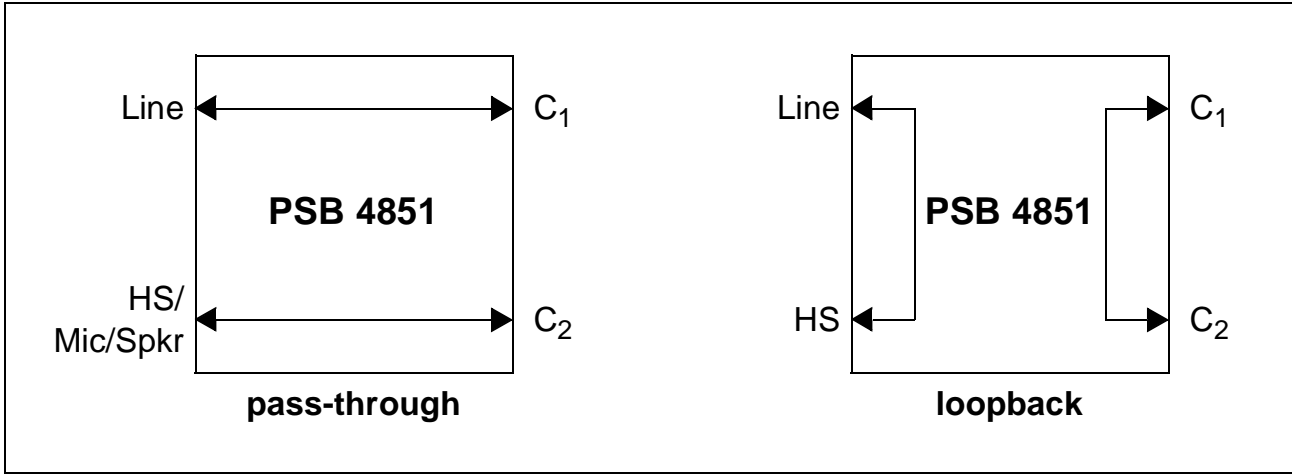 Line
C1
PSB 4851
HS/
Mic/Spkr
C2
pass-through
Line
C1
PSB 4851
HS
C2
loopback